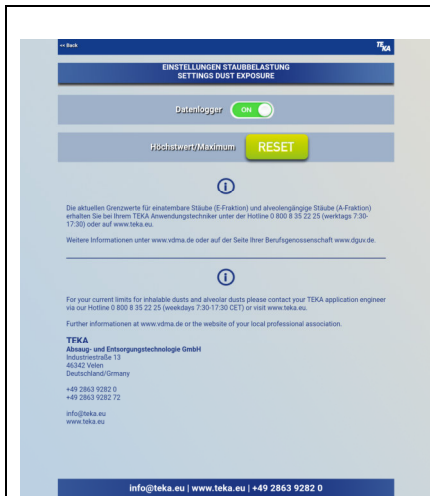 << Back
TEKA
EINSTELLUNGEN STAUBBELASTUNG
SETTINGS DUST EXPOSURE
Datenlogger ON
Höchstwert/Maximum RESET
Die aktuellen Grenzwerte für einatembare Stäube (E-Fraktion) und alveolengängige Stäube (A-Fraktion)
erhalten Sie bei Ihrem TEKA Anwendungstechniker unter der Hotline 0 800 8 35 22 25 (werktags 7:30-
17:30) oder auf www.teka.eu.
Weitere Informationen unter www.vdma.de oder auf der Seite Ihrer Berufsgenossenschaft www.dguv.de.
For your current limits for inhalable dusts and alveolar dusts please contact your TEKA application engineer
via our Hotline 0 800 8 35 22 25 (weekdays 7:30-17:30 CET) or visit www.teka.eu.
Further informations at www.vdma.de or the website of your local professional association.
TEKA
Absaug- und Entsorgungstechnologie GmbH
Industriestraße 13
46342 Velen
Deutschland/Grmany
+49 2863 9282 0
+49 2863 9282 72
info@teka.eu
www.teka.eu
info@teka.eu | www.teka.eu | +49 2863 9282 0